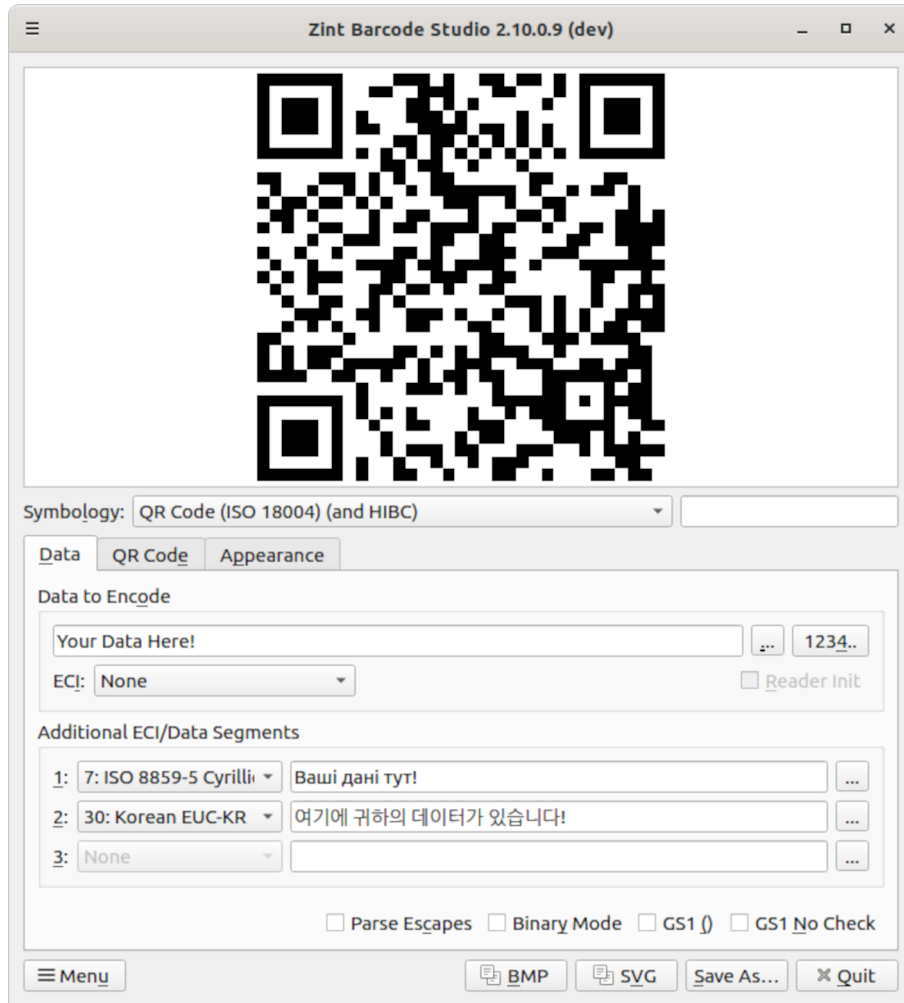 Zint Barcode Studio 2.10.0.9 (dev)
Symbology: QR Code (ISO 18004) (and HIBC)
Data QR Code Appearance
Data to Encode
Your Data Here! ... 1234..
ECI: None Reader Init
Additional ECI/Data Segments
1: 7: ISO 8859-5 Cyrillic Ваші дані тут! ...
2: 30: Korean EUC-KR 여기에 귀하의 데이터가 있습니다! ...
3: None ...
Parse Escapes Binary Mode GS1 () GS1 No Check
Menu BMP SVG Save As... Quit